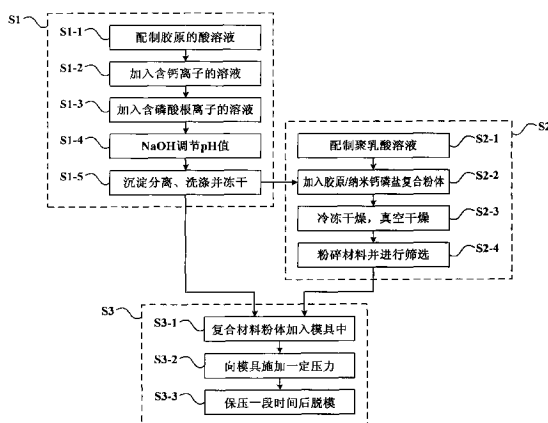 S1
S1-1
配制胶原的酸溶液
S1-2
加入含钙离子的溶液
S1-3
加入含磷酸根离子的溶液
S1-4
NaOH调节pH值
S1-5
沉淀分离、洗涤并冻干
S2
配制聚乳酸溶液
S2-1
加入胶原/纳米钙磷盐复合粉体
S2-2
冷冻干燥，真空干燥
S2-3
粉碎材料并进行筛选
S2-4
S3
S3-1
复合材料粉体加入模具中
S3-2
向模具施加一定压力
S3-3
保压一段时间后脱模